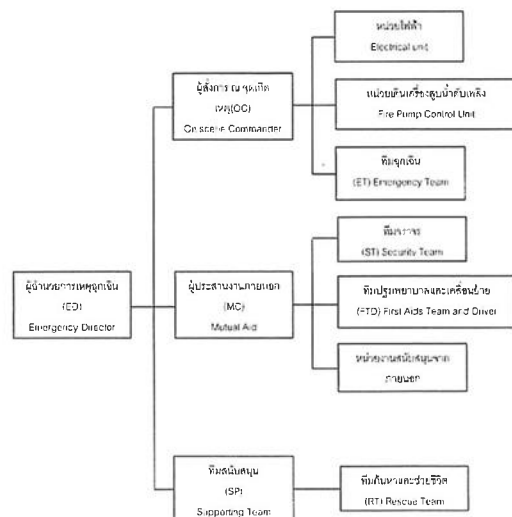 ผู้อำนวยการเหตุฉุกเฉิน
(ED)
Emergency Director
ผู้สั่งการ ณ จุดเกิด
เหตุ(OC)
On scene Commander
หน่วยไฟฟ้า
Electrical unit
หน่วยเดินเครื่องสูบน้ำดับเพลิง
Fire Pump Control Unit
ทีมฉุกเฉิน
(ET) Emergency Team
ผู้ประสานงานภายนอก
(MC)
Mutual Aid
ทีมจราจร
(ST) Security Team
ทีมปฐมพยาบาลและเคลื่อนย้าย
(FTD) First Aids Team and Driver
หน่วยงานสนับสนุนจาก
ภายนอก
ทีมสนับสนุน
(SP)
Supporting Team
ทีมค้นหาและช่วยชีวิต
(RT) Rescue Team